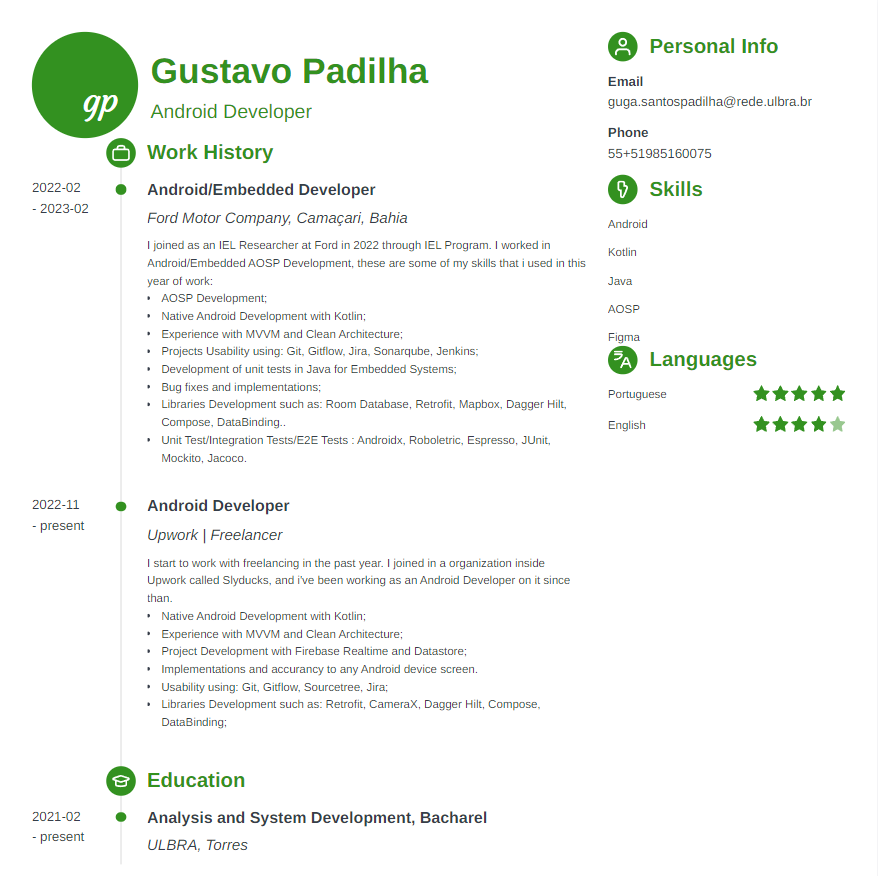 gp
Gustavo Padilha
Android Developer
Work History
2022-02
- 2023-02
Android/Embedded Developer
Ford Motor Company, Camaçari, Bahia
I joined as an IEL Researcher at Ford in 2022 through IEL Program. I worked in
Android/Embedded AOSP Development, these are some of my skills that i used in this
year of work:
• AOSP Development;
• Native Android Development with Kotlin;
• Experience with MVVM and Clean Architecture;
• Projects Usability using: Git, Gitflow, Jira, Sonarqube, Jenkins;
• Development of unit tests in Java for Embedded Systems;
• Bug fixes and implementations;
• Libraries Development such as: Room Database, Retrofit, Mapbox, Dagger Hilt,
Compose, DataBinding..
• Unit Test/Integration Tests/E2E Tests : Androidx, Roboletric, Espresso, JUnit,
Mockito, Jacoco.
2022-11
- present
Android Developer
Upwork | Freelancer
I start to work with freelancing in the past year. I joined in a organization inside
Upwork called Slyducks, and i've been working as an Android Developer on it since
than.
• Native Android Development with Kotlin;
• Experience with MVVM and Clean Architecture;
• Project Development with Firebase Realtime and Datastore;
• Implementations and accurancy to any Android device screen.
• Usability using: Git, Gitflow, Sourcetree, Jira;
• Libraries Development such as: Retrofit, CameraX, Dagger Hilt, Compose,
DataBinding;
Education
2021-02
- present
Analysis and System Development, Bacharel
ULBRA, Torres
Personal Info
Email
guga.santospadilha@rede.ulbra.br
Phone
55+51985160075
Skills
Android
Kotlin
Java
AOSP
Figma
Languages
Portuguese
English